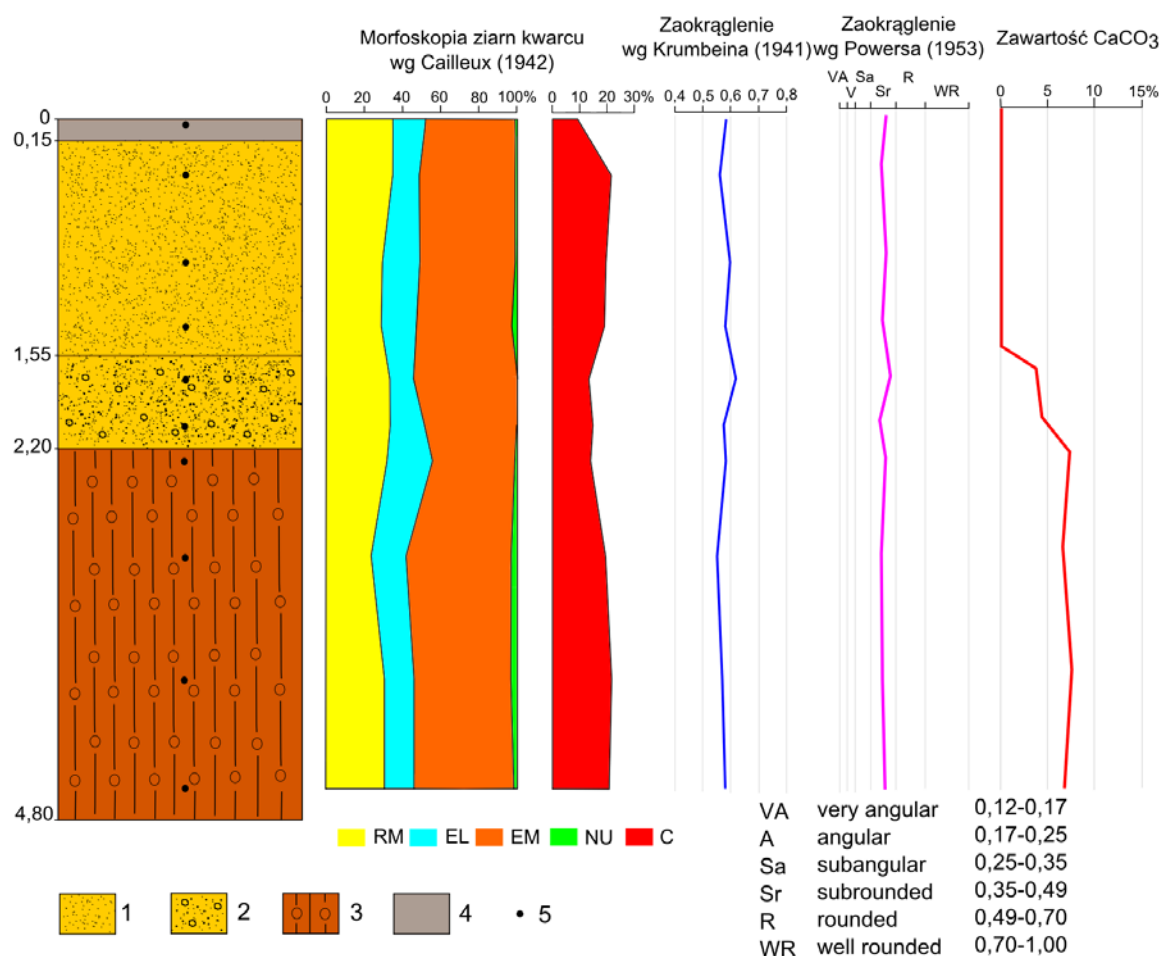 Morfoskopia ziarn kwarcu
wg Cailleux (1942)
Zaokrąglenie
wg Krumbeina (1941)
Zaokrąglenie
wg Powersa (1953)
Zawartość CaCO3
VA Sa R
V Sr WR
0 20 40 60 80 100%
0 10 20 30%
0,4 0,5 0,6 0,7 0,8
0 5 10 15%
0
0,15
1,55
2,20
4,80
RM EL EM NU C
1 2 3 4 5
VA very angular 0,12-0,17
A angular 0,17-0,25
Sa subangular 0,25-0,35
Sr subrounded 0,35-0,49
R rounded 0,49-0,70
WR well rounded 0,70-1,00